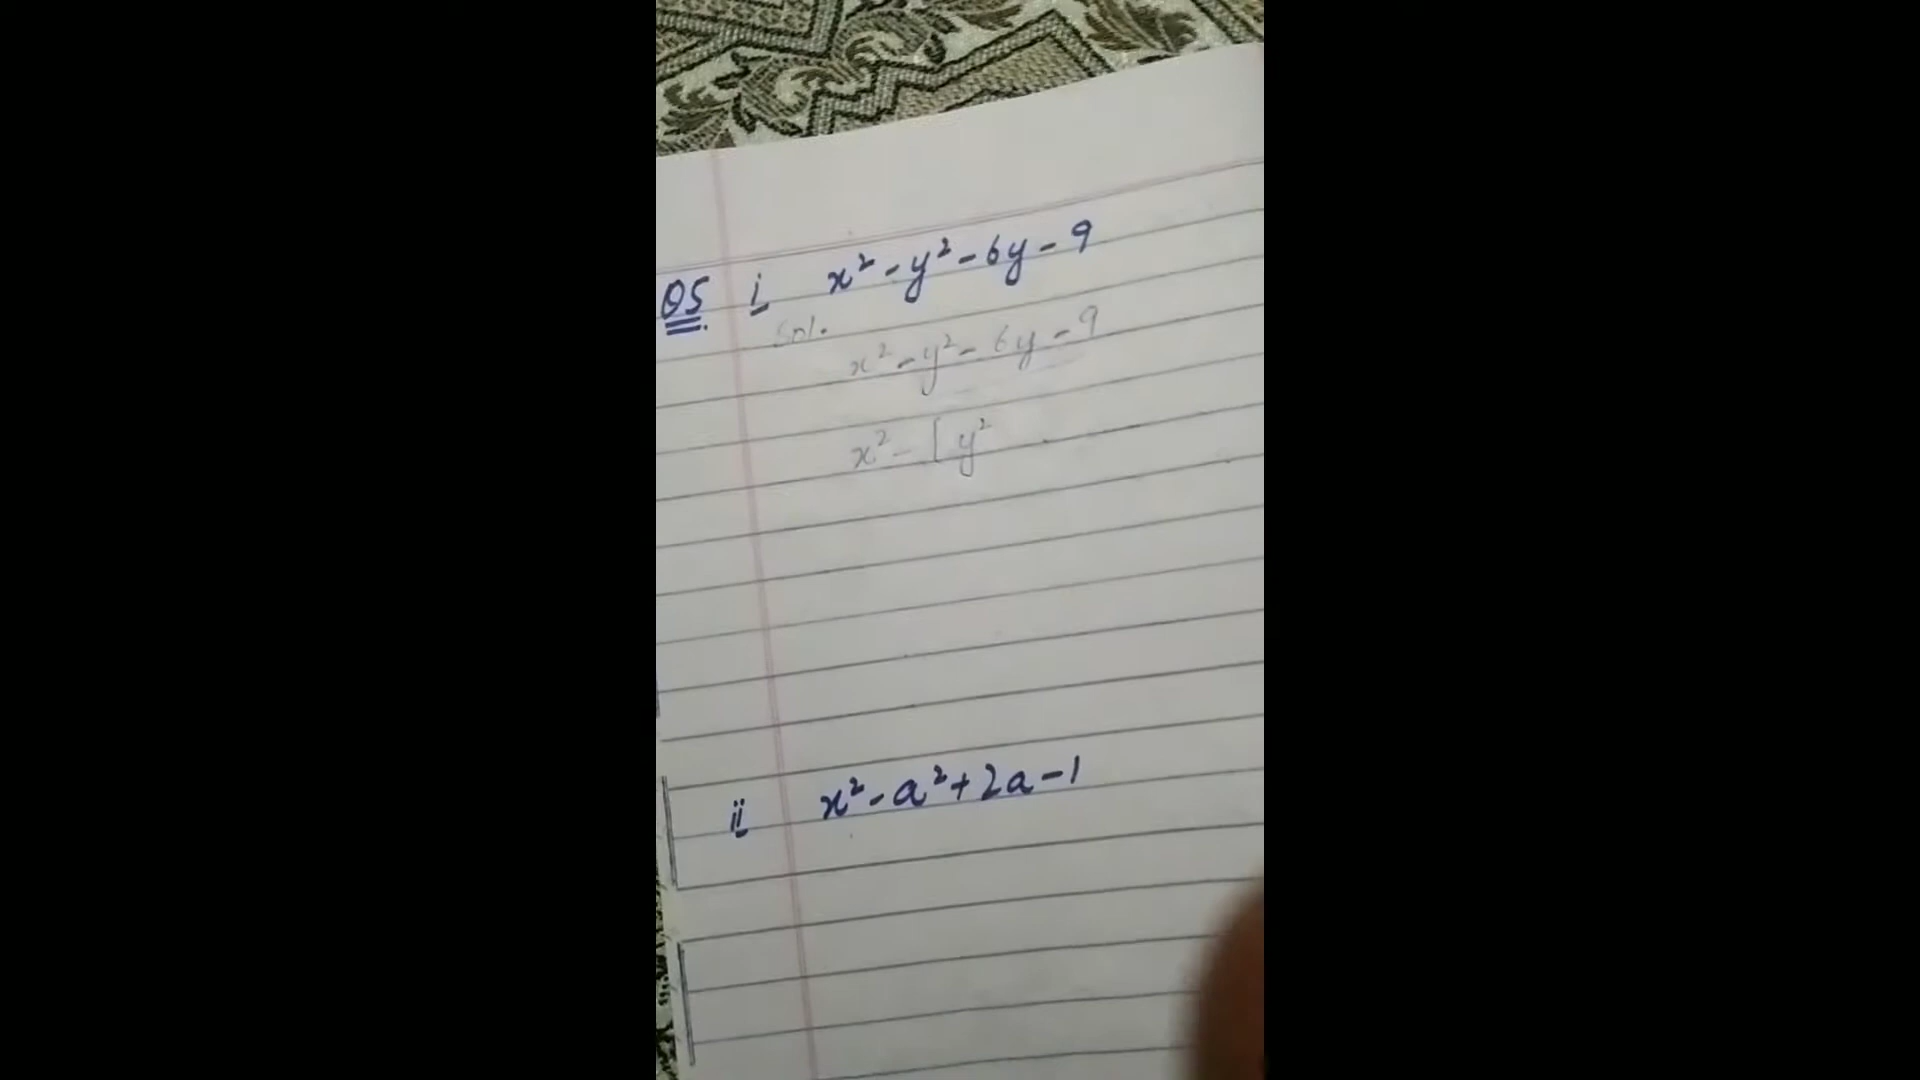 Q5. i x² - y² - 6y - 9
Sol.
x² - y² - 6y - 9
x² - [ y²
ii x² - a² + 2a - 1